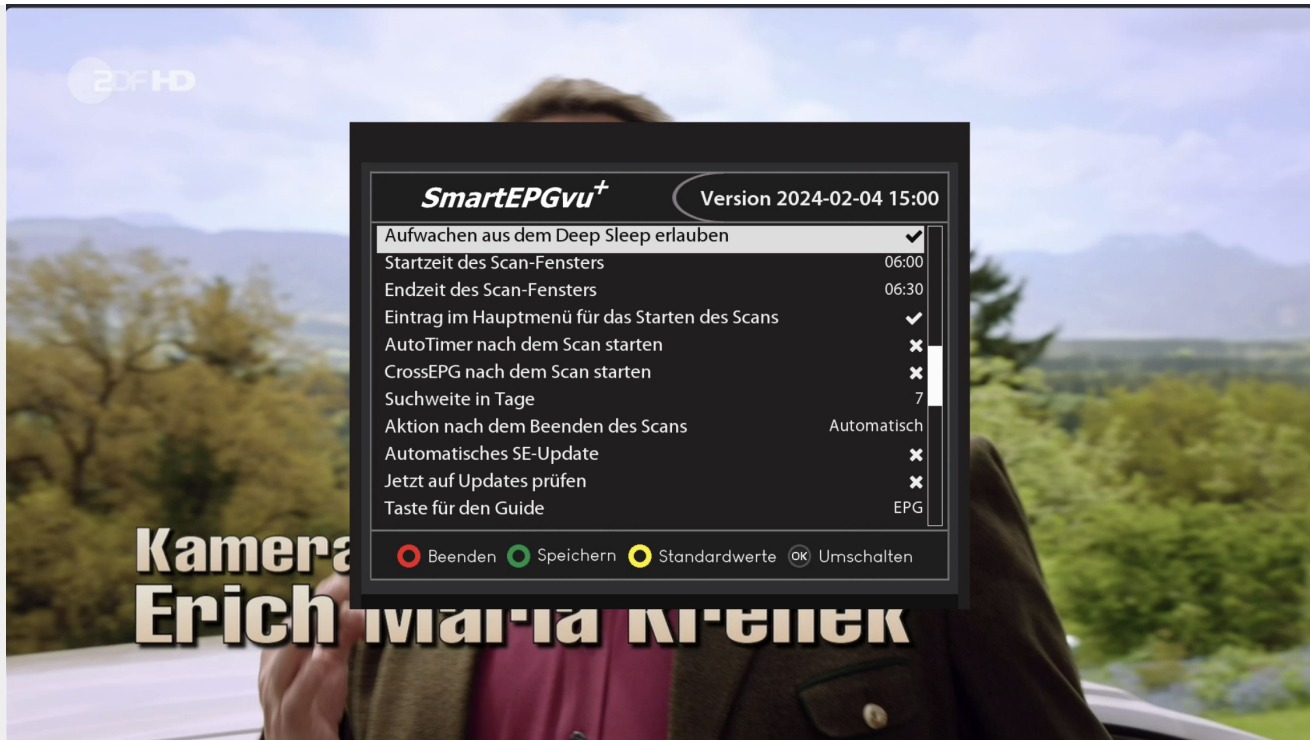 ZDF HD
SmartEPGvu+
Version 2024-02-04 15:00
Aufwachen aus dem Deep Sleep erlauben ✔
Startzeit des Scan-Fensters 06:00
Endzeit des Scan-Fensters 06:30
Eintrag im Hauptmenü für das Starten des Scans ✔
AutoTimer nach dem Scan starten ✖
CrossEPG nach dem Scan starten ✖
Suchweite in Tage 7
Aktion nach dem Beenden des Scans Automatisch
Automatisches SE-Update ✖
Jetzt auf Updates prüfen ✖
Taste für den Guide EPG
Beenden Speichern Standardwerte OK Umschalten
Kamera
Erich Maria Krenek